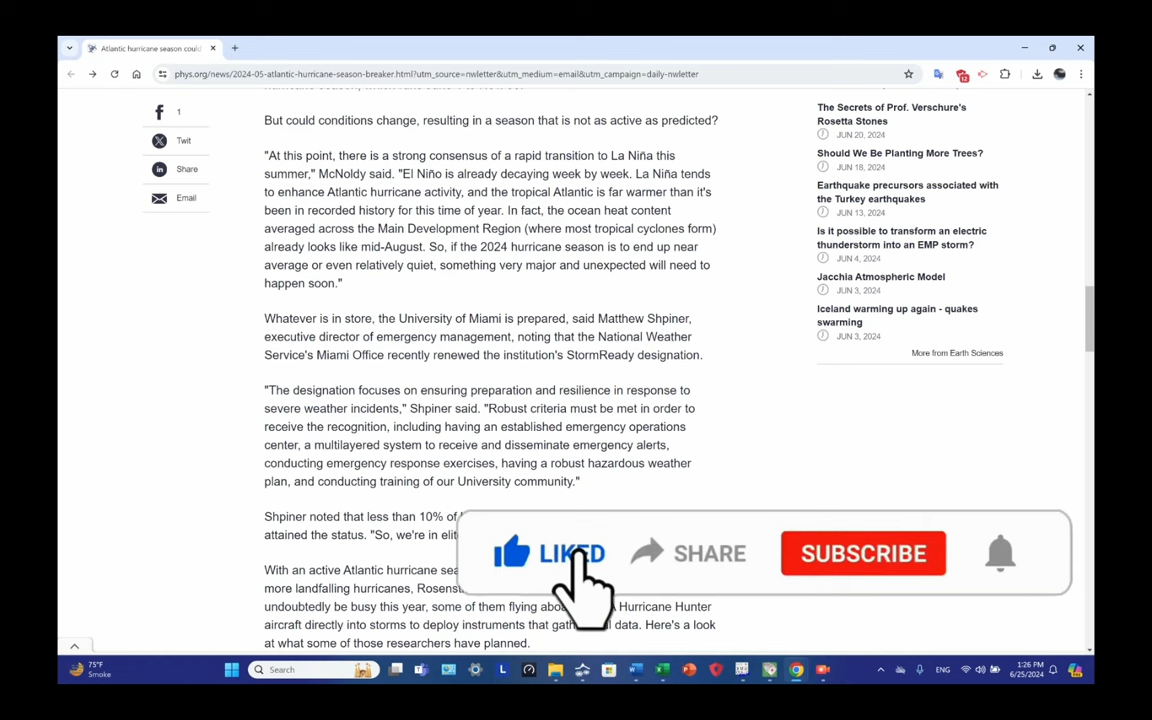 Atlantic hurricane season could
phys.org/news/2024-05-atlantic-hurricane-season-breaker.html?utm_source=nwletter&utm_medium=email&utm_campaign=daily-nwletter
12
1
Twit
Share
Email
But could conditions change, resulting in a season that is not as active as predicted?
"At this point, there is a strong consensus of a rapid transition to La Niña this
summer," McNoldy said. "El Niño is already decaying week by week. La Niña tends
to enhance Atlantic hurricane activity, and the tropical Atlantic is far warmer than it's
been in recorded history for this time of year. In fact, the ocean heat content
averaged across the Main Development Region (where most tropical cyclones form)
already looks like mid-August. So, if the 2024 hurricane season is to end up near
average or even relatively quiet, something very major and unexpected will need to
happen soon."
Whatever is in store, the University of Miami is prepared, said Matthew Shpiner,
executive director of emergency management, noting that the National Weather
Service's Miami Office recently renewed the institution's StormReady designation.
"The designation focuses on ensuring preparation and resilience in response to
severe weather incidents," Shpiner said. "Robust criteria must be met in order to
receive the recognition, including having an established emergency operations
center, a multilayered system to receive and disseminate emergency alerts,
conducting emergency response exercises, having a robust hazardous weather
plan, and conducting training of our University community."
Shpiner noted that less than 10% of
attained the status. "So, we're in
With an active Atlantic hurricane
more landfalling hurricanes,
undoubtedly be busy this year, some of them flying Hurricane Hunter
aircraft directly into storms to deploy instruments that data. Here's a look
at what some of those researchers have planned.
The Secrets of Prof. Verschure's
Rosetta Stones
JUN 20, 2024
Should We Be Planting More Trees?
JUN 18, 2024
Earthquake precursors associated with
the Turkey earthquakes
JUN 13, 2024
Is it possible to transform an electric
thunderstorm into an EMP storm?
JUN 4, 2024
Jacchia Atmospheric Model
JUN 3, 2024
Iceland warming up again - quakes
swarming
JUN 3, 2024
More from Earth Sciences
LIKED SHARE SUBSCRIBE
75°F
Smoke
Search
ENG
1:26 PM
6/25/2024